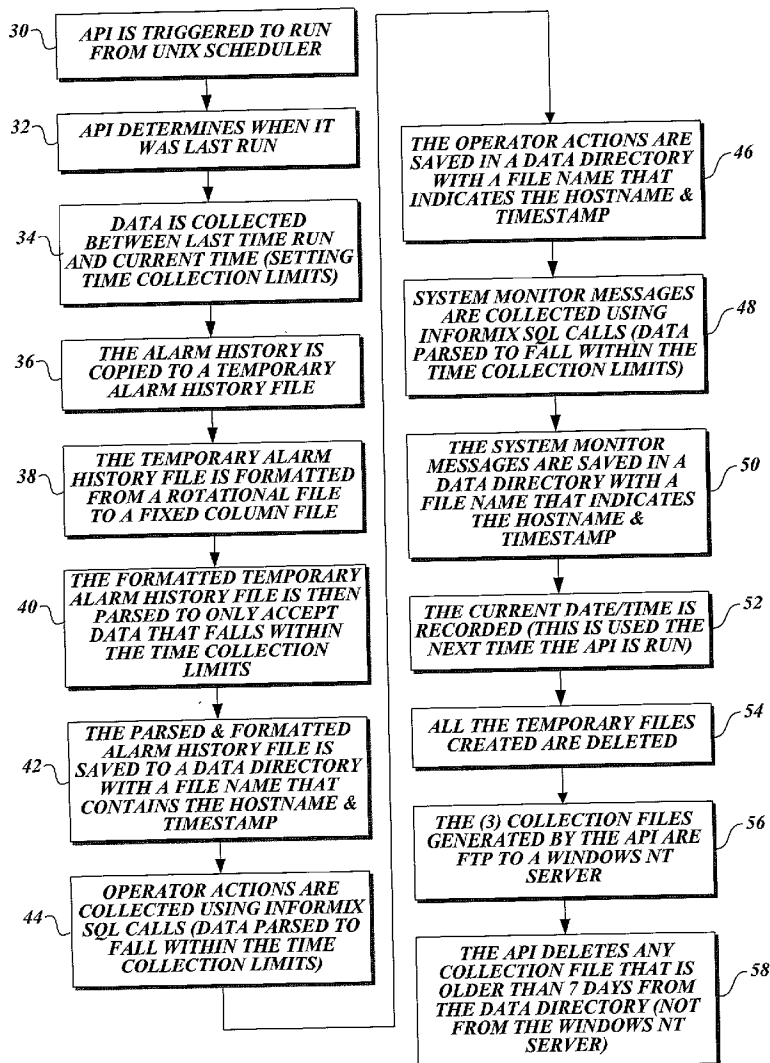 30
API IS TRIGGERED TO RUN
FROM UNIX SCHEDULER
32
API DETERMINES WHEN IT
WAS LAST RUN
34
DATA IS COLLECTED
BETWEEN LAST TIME RUN
AND CURRENT TIME (SETTING
TIME COLLECTION LIMITS)
36
THE ALARM HISTORY IS
COPIED TO A TEMPORARY
ALARM HISTORY FILE
38
THE TEMPORARY ALARM
HISTORY FILE IS FORMATTED
FROM A ROTATIONAL FILE
TO A FIXED COLUMN FILE
40
THE FORMATTED TEMPORARY
ALARM HISTORY FILE IS THEN
PARSED TO ONLY ACCEPT
DATA THAT FALLS WITHIN
THE TIME COLLECTION
LIMITS
42
THE PARSED & FORMATTED
ALARM HISTORY FILE IS
SAVED TO A DATA DIRECTORY
WITH A FILE NAME THAT
CONTAINS THE HOSTNAME &
TIMESTAMP
44
OPERATOR ACTIONS ARE
COLLECTED USING INFORMIX
SQL CALLS (DATA PARSED TO
FALL WITHIN THE TIME
COLLECTION LIMITS)
THE OPERATOR ACTIONS ARE
SAVED IN A DATA DIRECTORY
WITH A FILE NAME THAT
INDICATES THE HOSTNAME &
TIMESTAMP
46
SYSTEM MONITOR MESSAGES
ARE COLLECTED USING
INFORMIX SQL CALLS (DATA
PARSED TO FALL WITHIN THE
TIME COLLECTION LIMITS)
48
THE SYSTEM MONITOR
MESSAGES ARE SAVED IN A
DATA DIRECTORY WITH A
FILE NAME THAT INDICATES
THE HOSTNAME &
TIMESTAMP
50
THE CURRENT DATE/TIME IS
RECORDED (THIS IS USED THE
NEXT TIME THE API IS RUN)
52
ALL THE TEMPORARY FILES
CREATED ARE DELETED
54
THE (3) COLLECTION FILES
GENERATED BY THE API ARE
FTP TO A WINDOWS NT
SERVER
56
THE API DELETES ANY
COLLECTION FILE THAT IS
OLDER THAN 7 DAYS FROM
THE DATA DIRECTORY (NOT
FROM THE WINDOWS NT
SERVER)
58